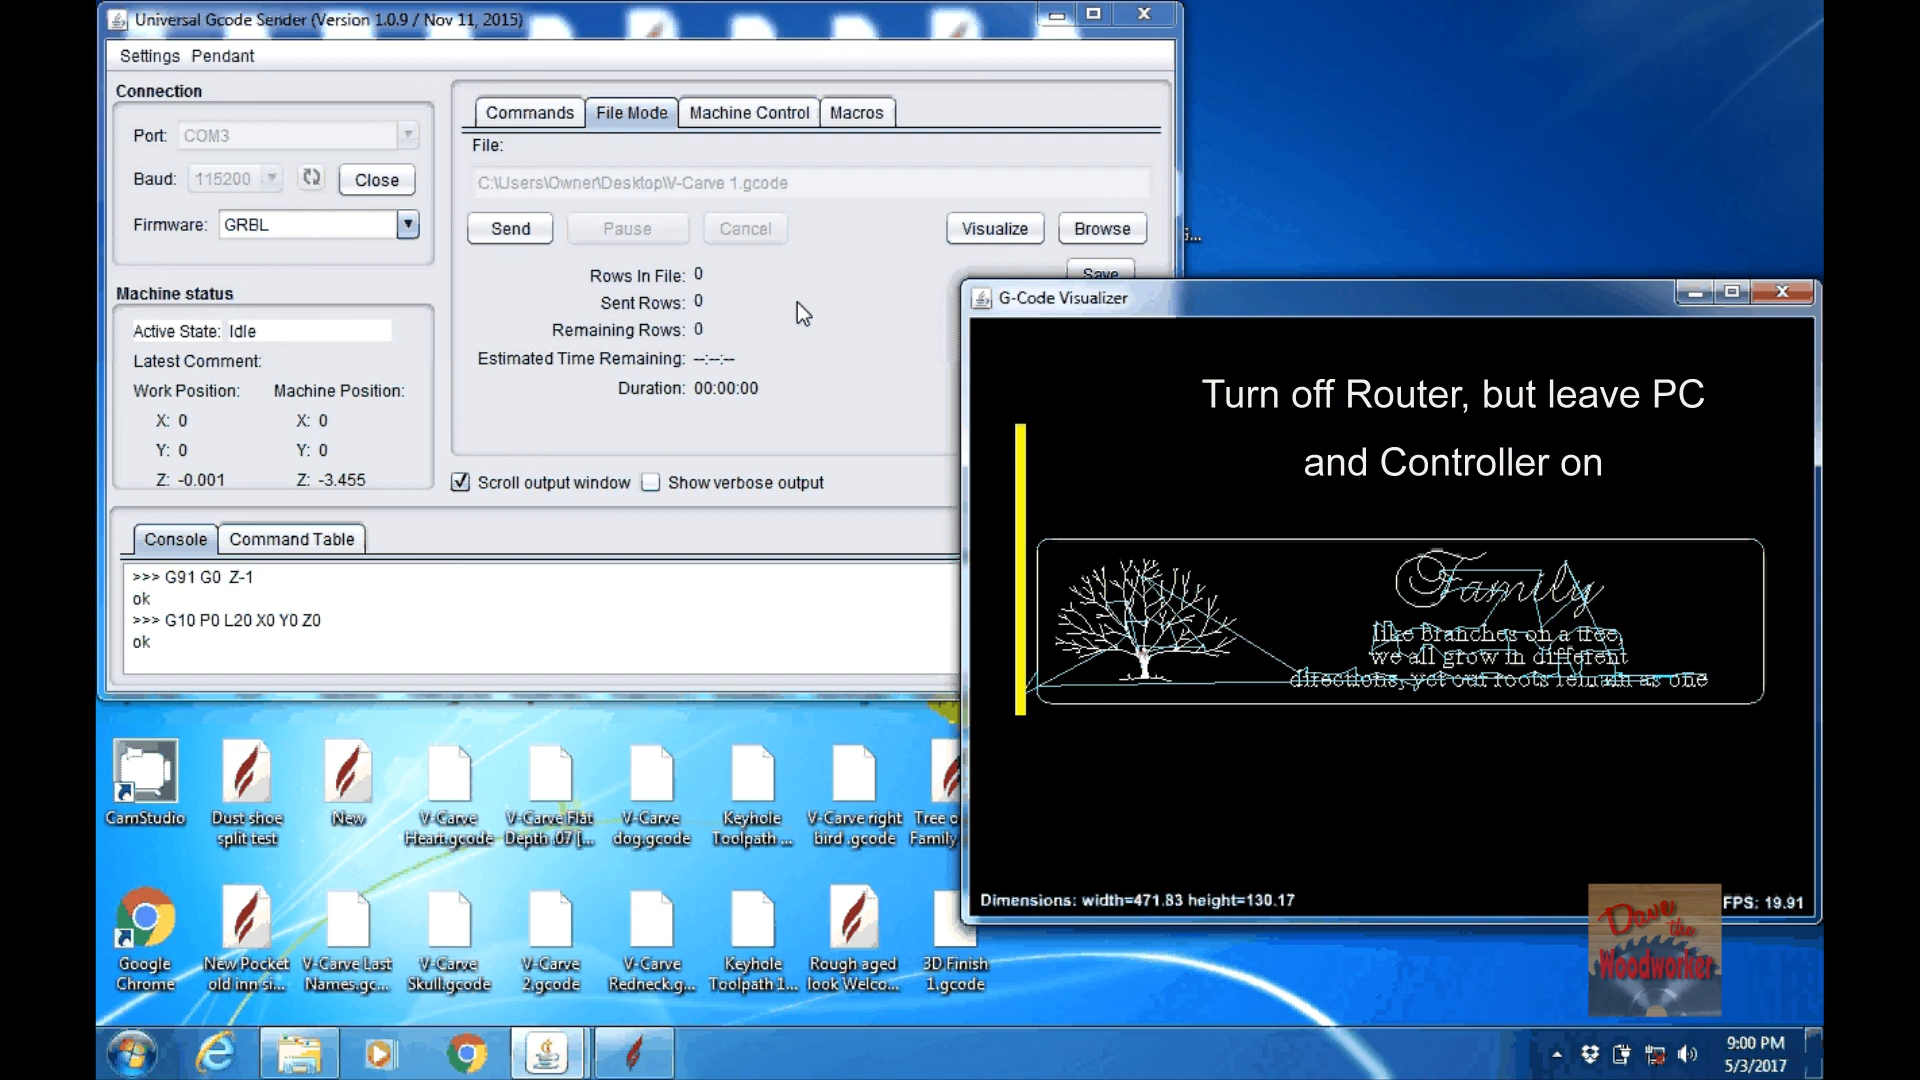 Universal Gcode Sender (Version 1.0.9 / Nov 11, 2015)
Settings Pendant
Connection
Port: COM3
Baud: 115200 Close
Firmware: GRBL
Machine status
Active State: Idle
Latest Comment:
Work Position: Machine Position:
X: 0 X: 0
Y: 0 Y: 0
Z: -0.001 Z: -3.455
Commands File Mode Machine Control Macros
File:
C:\Users\Owner\Desktop\V-Carve 1.gcode
Send Pause Cancel Visualize Browse
Save
Rows In File: 0
Sent Rows: 0
Remaining Rows: 0
Estimated Time Remaining: --:--:--
Duration: 00:00:00
Scroll output window Show verbose output
Console Command Table
>>> G91 G0 Z-1
ok
>>> G10 P0 L20 X0 Y0 Z0
ok
G-Code Visualizer
Turn off Router, but leave PC
and Controller on
Family
like branches on a tree,
we all grow in different
directions, yet our roots remain as one
Dimensions: width=471.83 height=130.17
FPS: 19.91
Dave
the
Woodworker
CamStudio
Dust shoe
split test
New
V-Carve
Heart.gcode
V-Carve Flat
Depth .07 [...
V-Carve
dog.gcode
Keyhole
Toolpath ...
V-Carve right
bird .gcode
Tree o
Family
Google
Chrome
New Pocket
old inn si...
V-Carve Last
Names.gc...
V-Carve
Skull.gcode
V-Carve
2.gcode
V-Carve
Redneck.g...
Keyhole
Toolpath 1...
Rough aged
look Welco...
3D Finish
1.gcode
9:00 PM
5/3/2017